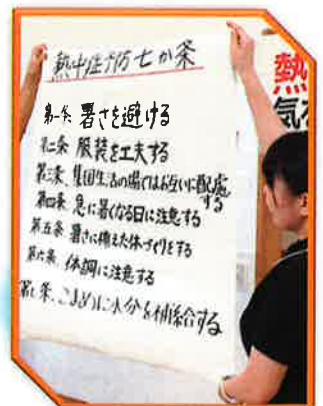 熱中症予防七か条
第一条 暑さを避ける
第二条 服装を工夫する
第三条、集団生活の場ではお互いに配慮する
第四条 急に暑くなる日に注意する
第五条 暑さに備えた体づくりをする
第六条、体調に注意する
第七条、こまめに水分を補給する
熱
気を